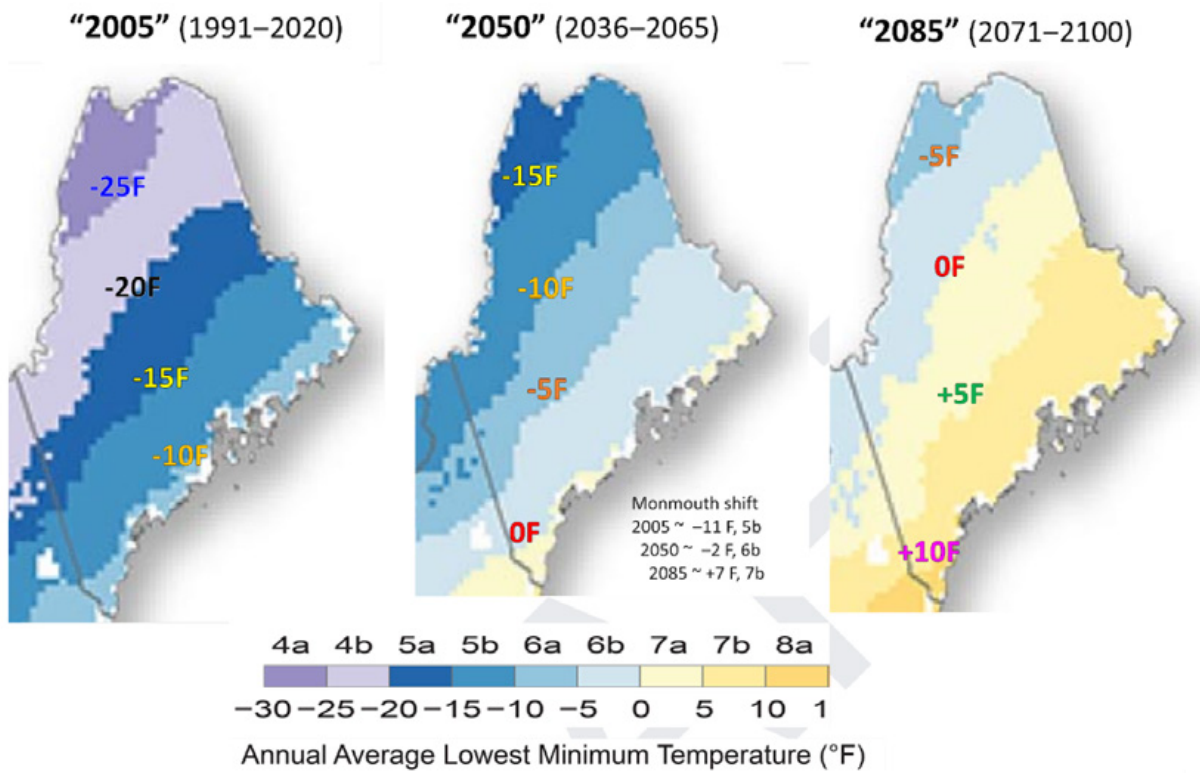 “2005” (1991–2020)
“2050” (2036–2065)
“2085” (2071–2100)
-25F
-20F
-15F
-10F
-15F
-10F
-5F
0F
Monmouth shift
2005 ~ –11 F, 5b
2050 ~ –2 F, 6b
2085 ~ +7 F, 7b
-5F
0F
+5F
+10F
4a 4b 5a 5b 6a 6b 7a 7b 8a
−30 −25 −20 −15 −10 −5 0 5 10 1
Annual Average Lowest Minimum Temperature (°F)